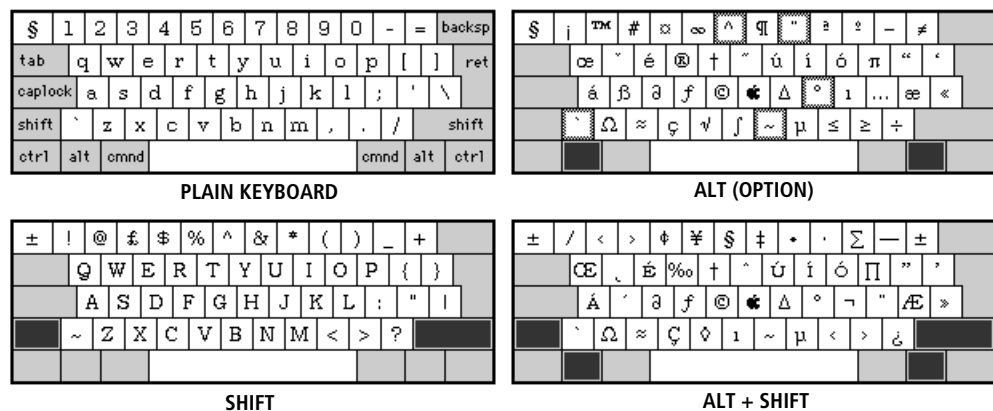 § 1 2 3 4 5 6 7 8 9 0 - = backsp
tab q w e r t y u i o p [ ] ret
caplock a s d f g h j k l ; ' \
shift ` z x c v b n m , . / shift
ctrl alt cmnd cmnd alt ctrl
PLAIN KEYBOARD
§ ¡ ™ # ¤ ∞ ^ ¶ ¨ ª º – ≠
œ ˇ é ® † ˝ ú í ó π “ ‘
á ß ∂ ƒ ©  ∆ ° ı … æ «
` Ω ≈ ç √ ∫ ~ µ ≤ ≥ ÷
ALT (OPTION)
± ! @ £ $ % ^ & * ( ) _ +
Q W E R T Y U I O P { }
A S D F G H J K L : " |
~ Z X C V B N M < > ?
SHIFT
± / ‹ › ¢ ¥ § ‡ • · ∑ — ±
Œ ˛ É ‰ † ˆ Ú Í Ó ∏ ” ’
Á ´ ∂ ƒ ©  ∆ ° ¬ ¨ Æ »
` Ω ≈ Ç ◊ ı ~ µ ‹ › ¿
ALT + SHIFT